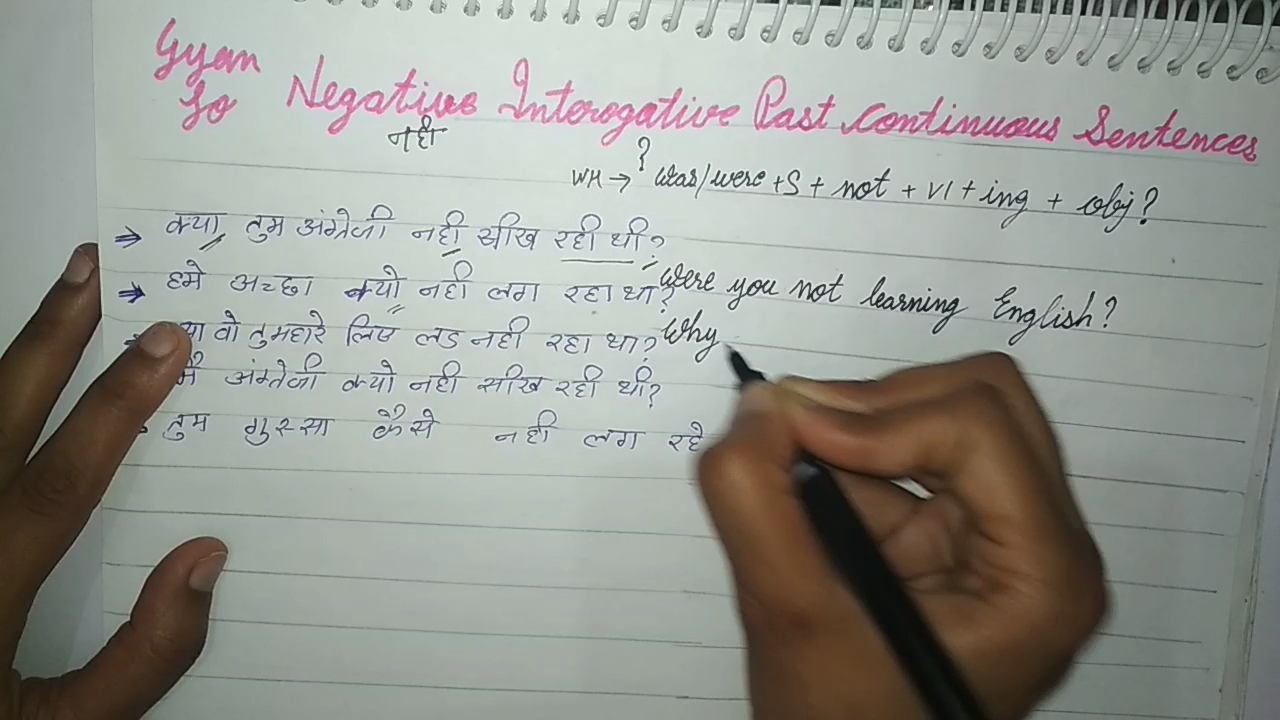 Gyan Negative Interogative Past Continuous Sentences
So
नही
WH → ? Was/were + S + not + V1 + ing + obj?
⇒ क्या, तुम अंग्रेजी नही सीख रही थी?
Were you not learning English?
⇒ हमे अच्छा क्यो नही लग रहा था?
Why
वो तुमहारे लिए लड नही रहा था?
मैं अंग्रेजी क्यो नही सीख रही थी?
तुम गुस्सा कैसे नही लग रहे